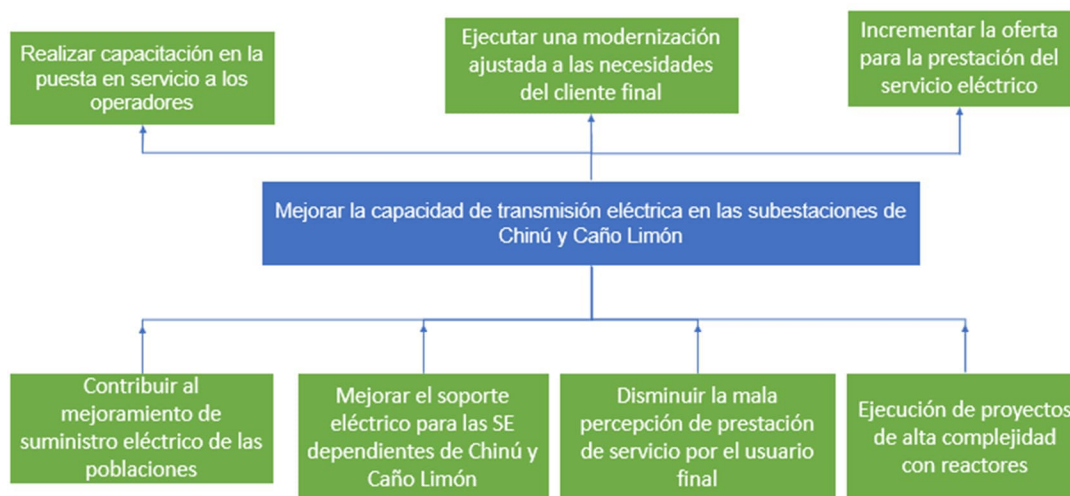 Realizar capacitación en la
puesta en servicio a los
operadores
Ejecutar una modernización
ajustada a las necesidades
del cliente final
Incrementar la oferta
para la prestación del
servicio eléctrico
Mejorar la capacidad de transmisión eléctrica en las subestaciones de
Chinú y Caño Limón
Contribuir al
mejoramiento de
suministro eléctrico de las
poblaciones
Mejorar el soporte
eléctrico para las SE
dependientes de Chinú y
Caño Limón
Disminuir la mala
percepción de prestación
de servicio por el usuario
final
Ejecución de proyectos
de alta complejidad
con reactores